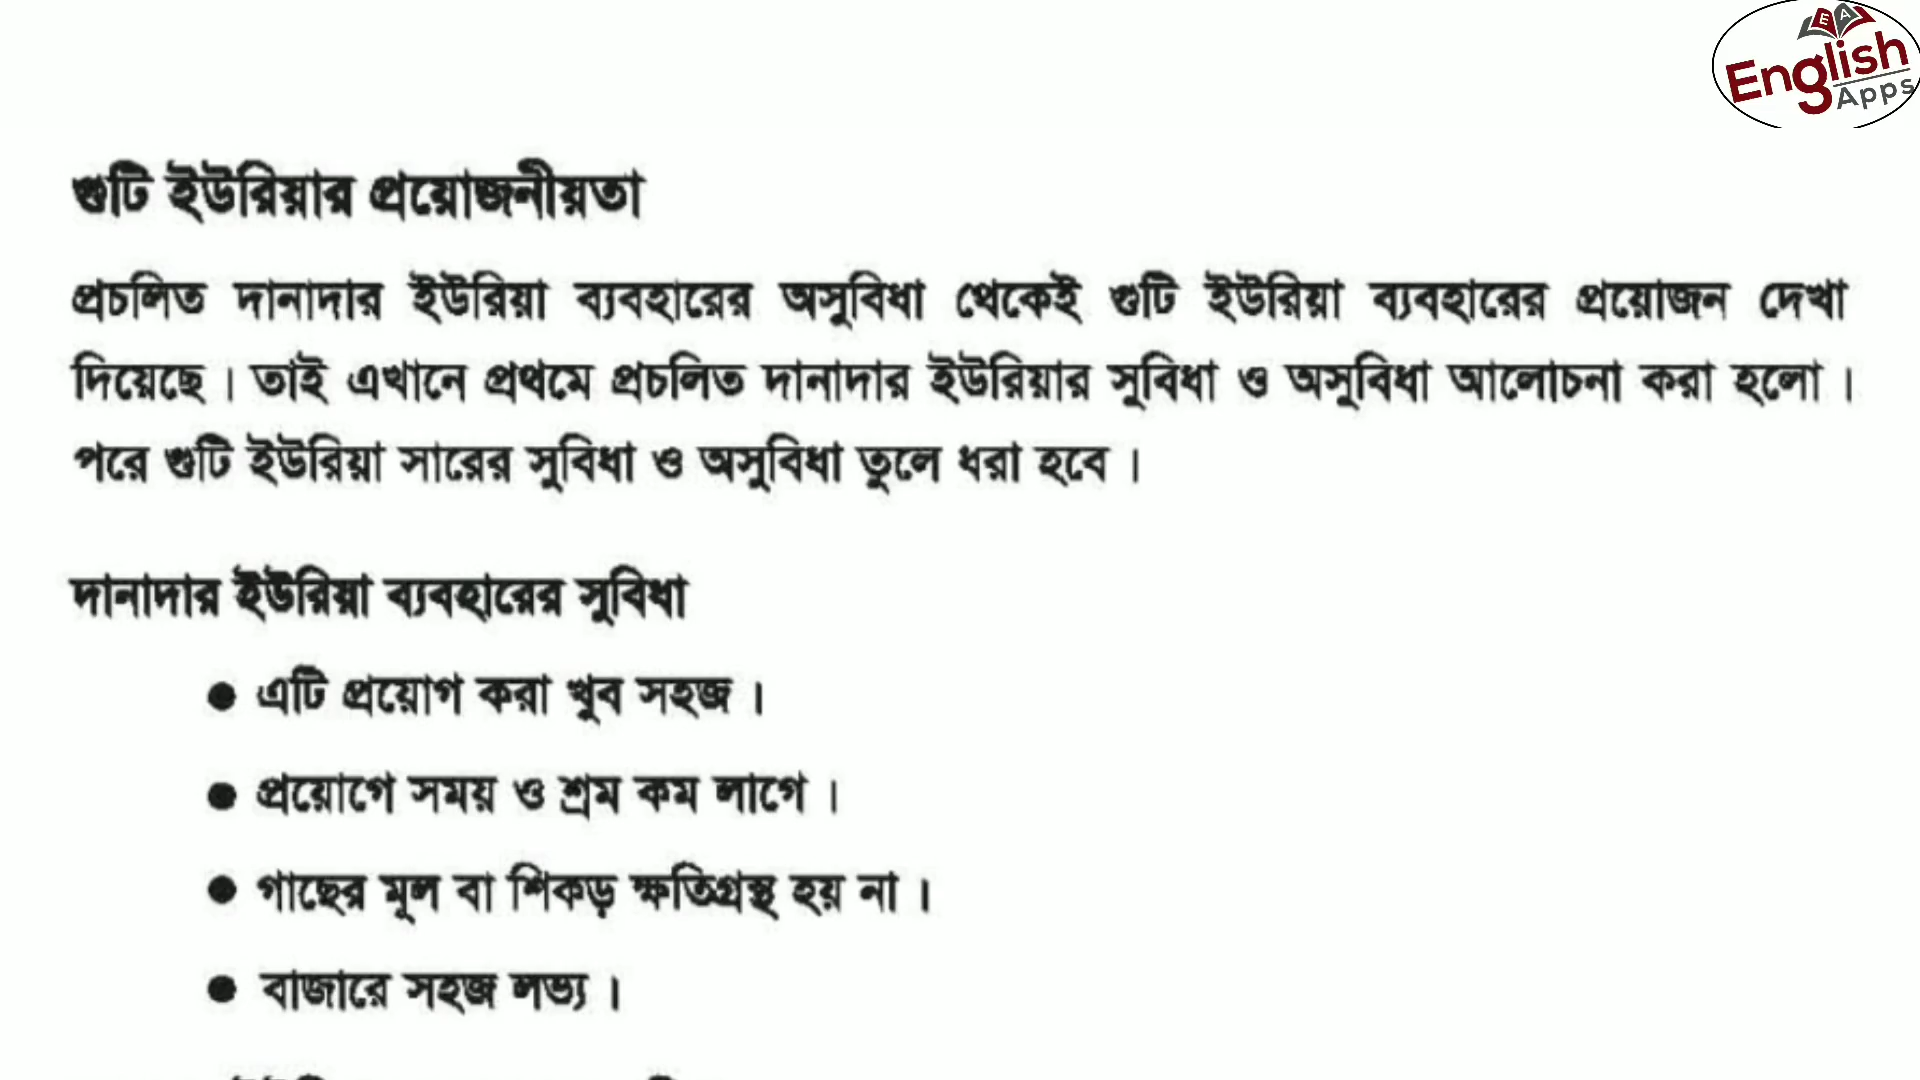 EA
English
Apps
গুটি ইউরিয়ার প্রয়োজনীয়তা
প্রচলিত দানাদার ইউরিয়া ব্যবহারের অসুবিধা থেকেই গুটি ইউরিয়া ব্যবহারের প্রয়োজন দেখা
দিয়েছে। তাই এখানে প্রথমে প্রচলিত দানাদার ইউরিয়ার সুবিধা ও অসুবিধা আলোচনা করা হলো।
পরে গুটি ইউরিয়া সারের সুবিধা ও অসুবিধা তুলে ধরা হবে।
দানাদার ইউরিয়া ব্যবহারের সুবিধা
● এটি প্রয়োগ করা খুব সহজ।
● প্রয়োগে সময় ও শ্রম কম লাগে।
● গাছের মূল বা শিকড় ক্ষতিগ্রস্থ হয় না।
● বাজারে সহজ লভ্য।